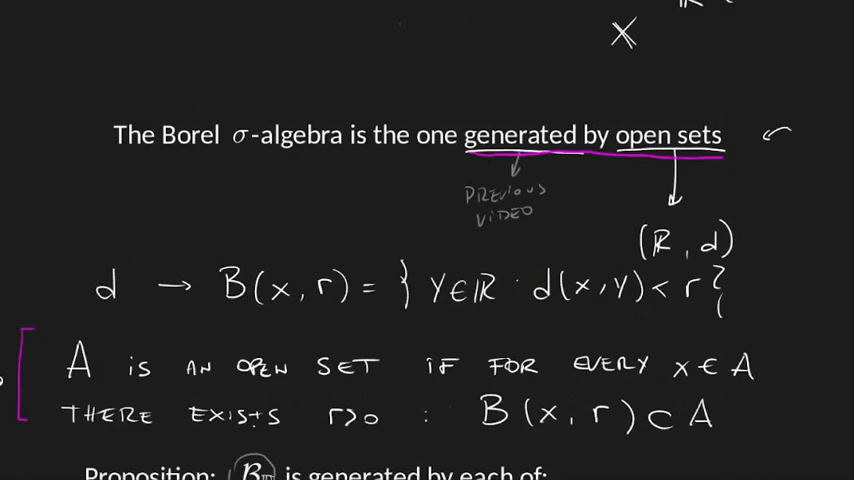 X
The Borel σ-algebra is the one generated by open sets
PREVIOUS
VIDEO
(ℝ, d)
d → B(x, r) = { y∈ℝ : d(x, y) < r }
A IS AN OPEN SET IF FOR EVERY x ∈ A
THERE EXISTS r>0 : B(x, r) ⊂ A
Proposition: B_ℝ is generated by each of: